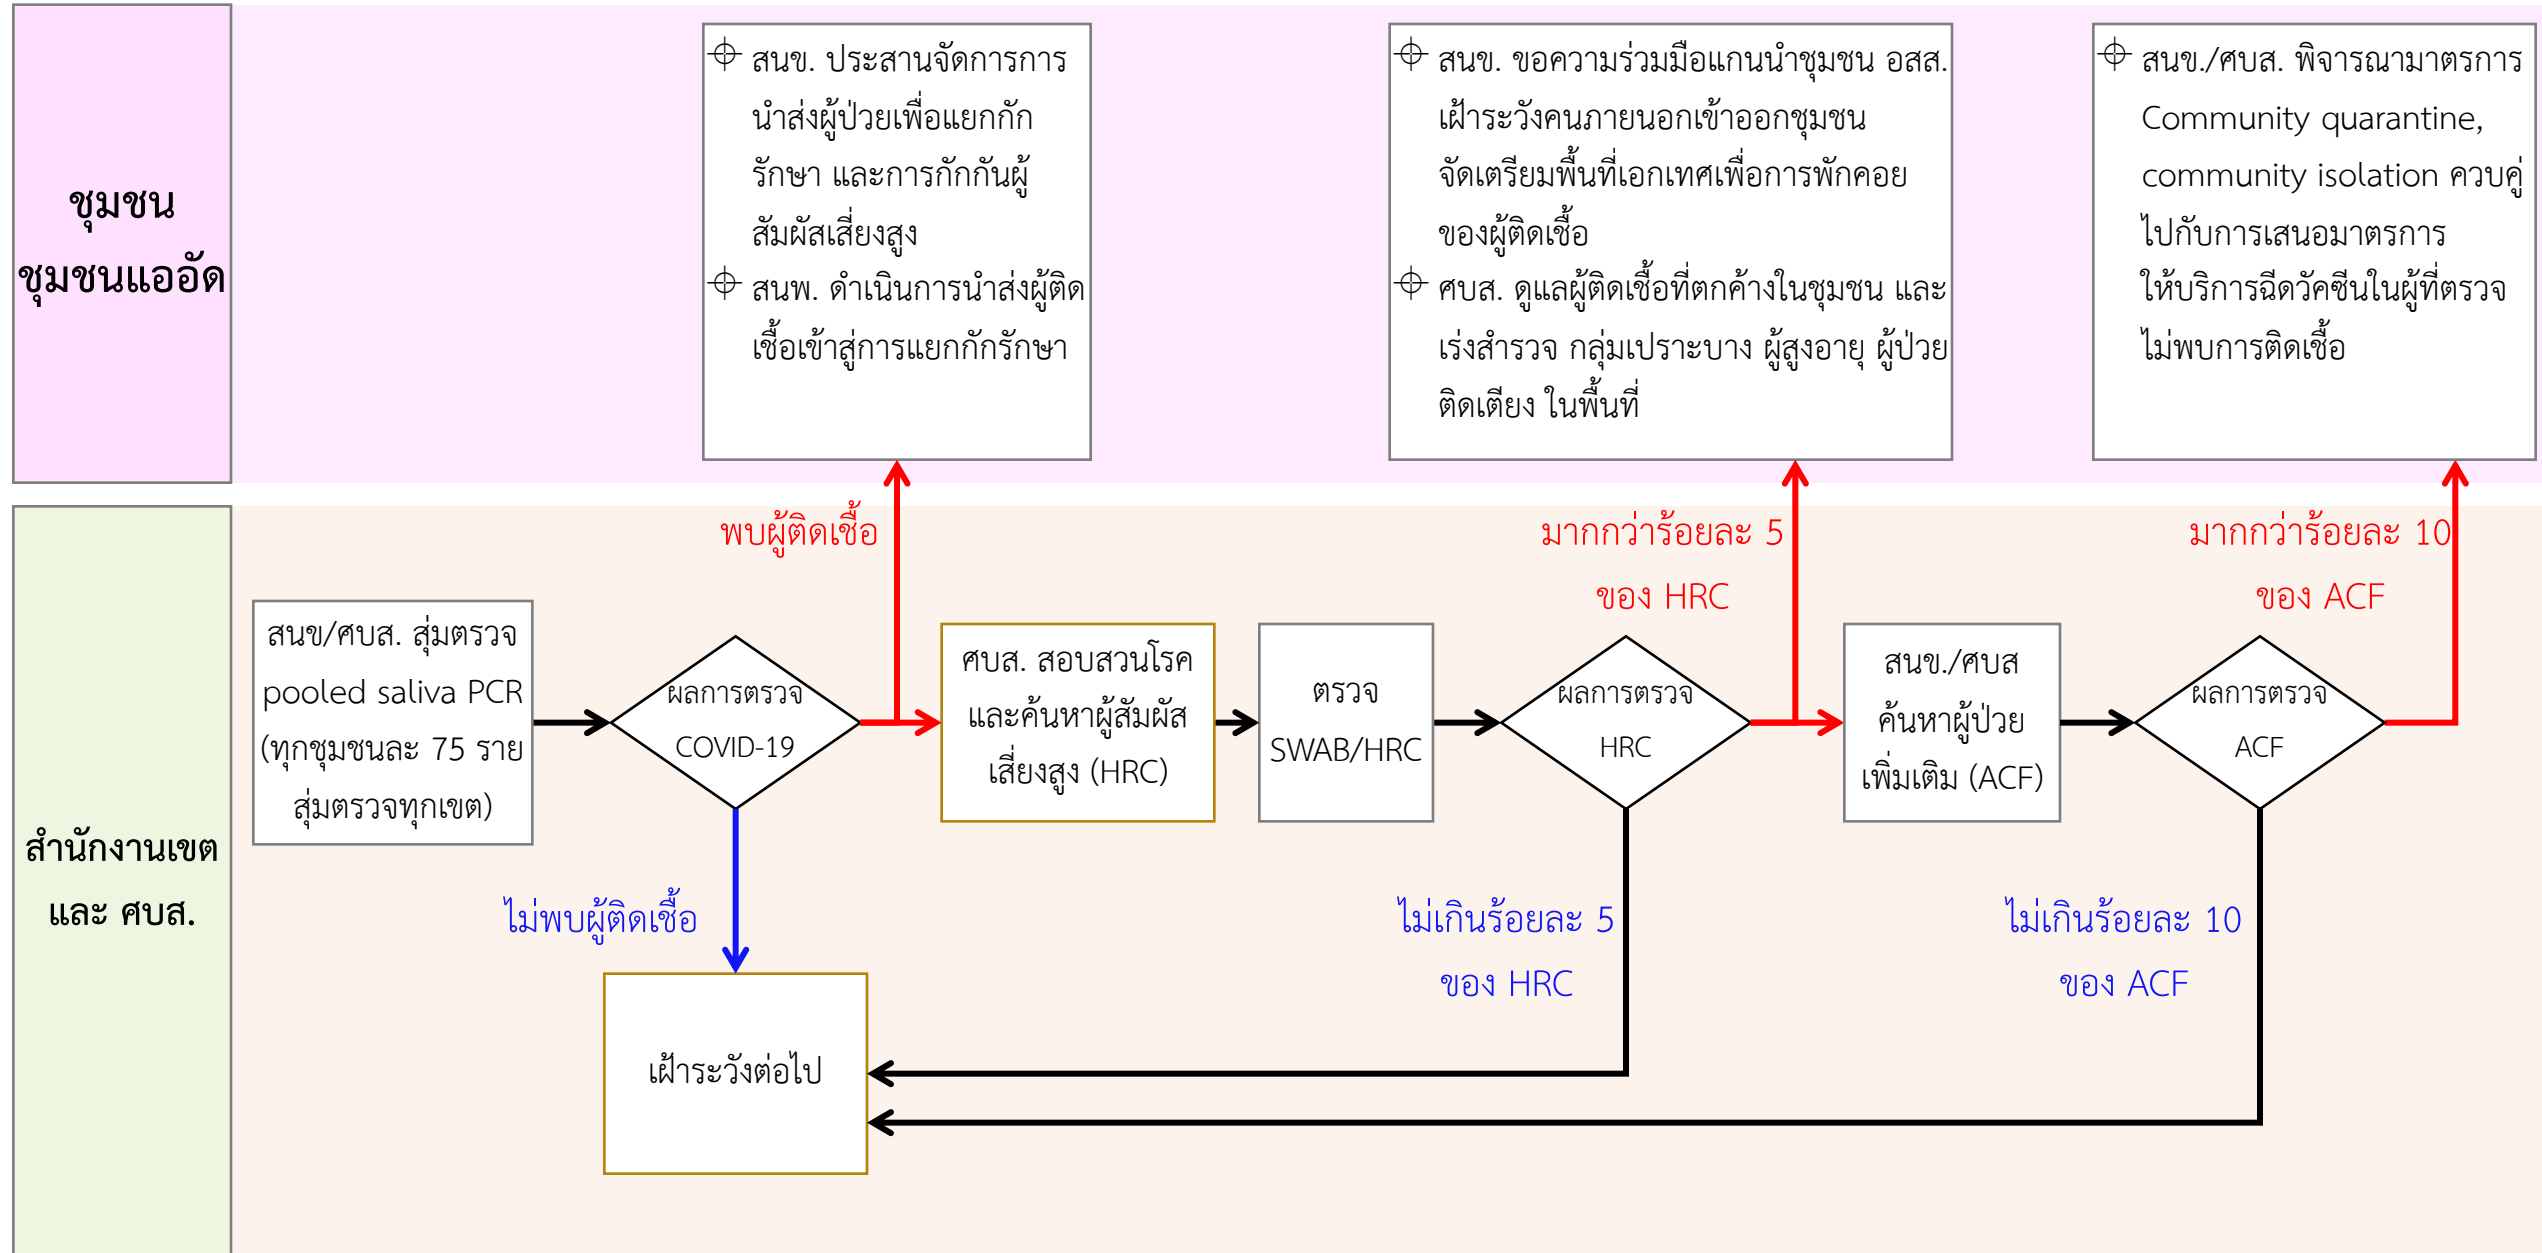 ชุมชน
ชุมชนแออัด
สนข. ประสานจัดการการ
นำส่งผู้ป่วยเพื่อแยกกัก
รักษา และการกักกันผู้
สัมผัสเสี่ยงสูง
สนพ. ดำเนินการนำส่งผู้ติด
เชื้อเข้าสู่การแยกกักรักษา
สนข. ขอความร่วมมือแกนนำชุมชน อสส.
เฝ้าระวังคนภายนอกเข้าออกชุมชน
จัดเตรียมพื้นที่เอกเทศเพื่อการพักคอย
ของผู้ติดเชื้อ
ศบส. ดูแลผู้ติดเชื้อที่ตกค้างในชุมชน และ
เร่งสำรวจ กลุ่มเปราะบาง ผู้สูงอายุ ผู้ป่วย
ติดเตียง ในพื้นที่
สนข./ศบส. พิจารณามาตรการ
Community quarantine,
community isolation ควบคู่
ไปกับการเสนอมาตรการ
ให้บริการฉีดวัคซีนในผู้ที่ตรวจ
ไม่พบการติดเชื้อ
สำนักงานเขต
และ ศบส.
พบผู้ติดเชื้อ
มากกว่าร้อยละ 5
ของ HRC
มากกว่าร้อยละ 10
ของ ACF
สนข/ศบส. สุ่มตรวจ
pooled saliva PCR
(ทุกชุมชนละ 75 ราย
สุ่มตรวจทุกเขต)
ผลการตรวจ
COVID-19
ศบส. สอบสวนโรค
และค้นหาผู้สัมผัส
เสี่ยงสูง (HRC)
ตรวจ
SWAB/HRC
ผลการตรวจ
HRC
สนข./ศบส
ค้นหาผู้ป่วย
เพิ่มเติม (ACF)
ผลการตรวจ
ACF
ไม่พบผู้ติดเชื้อ
ไม่เกินร้อยละ 5
ของ HRC
ไม่เกินร้อยละ 10
ของ ACF
เฝ้าระวังต่อไป